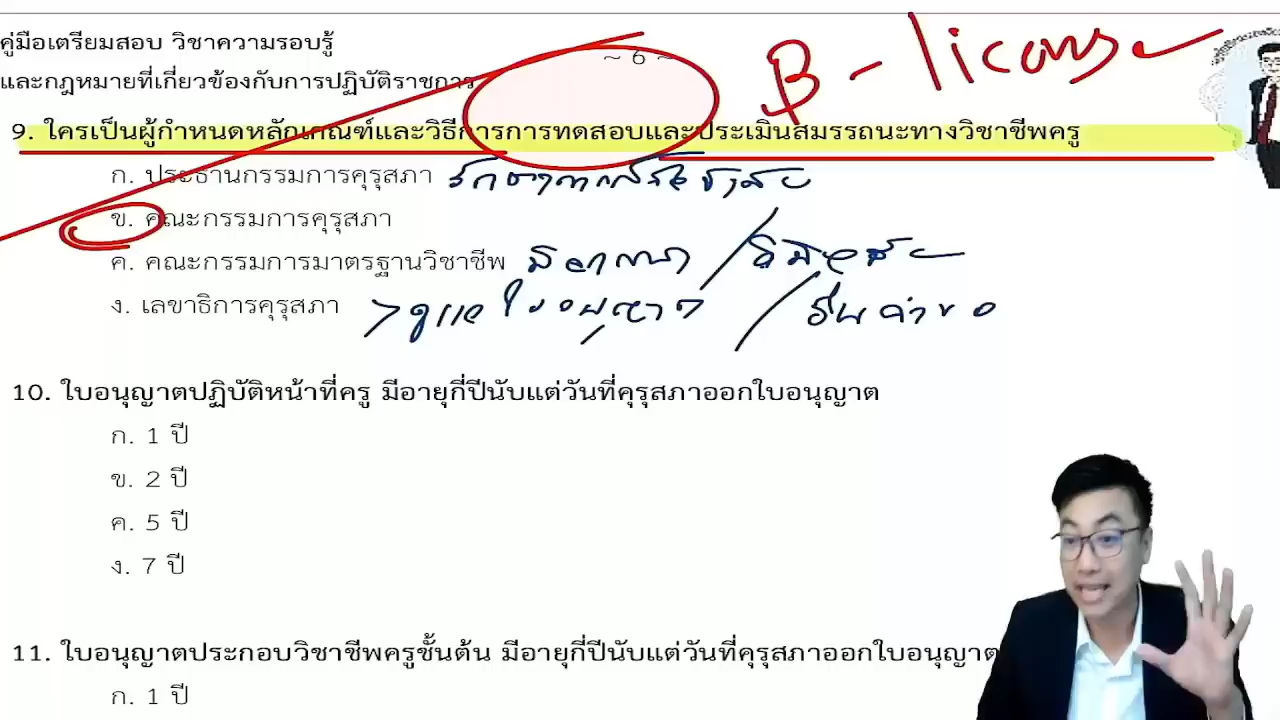 คู่มือเตรียมสอบ วิชาความรอบรู้
~ 6 ~
B - license
และกฎหมายที่เกี่ยวข้องกับการปฏิบัติราชการ
9. ใครเป็นผู้กำหนดหลักเกณฑ์และวิธีการการทดสอบและประเมินสมรรถนะทางวิชาชีพครู
ก. ประธานกรรมการคุรุสภา
ข. คณะกรรมการคุรุสภา
ค. คณะกรรมการมาตรฐานวิชาชีพ
ง. เลขาธิการคุรุสภา
10. ใบอนุญาตปฏิบัติหน้าที่ครู มีอายุกี่ปีนับแต่วันที่คุรุสภาออกใบอนุญาต
ก. 1 ปี
ข. 2 ปี
ค. 5 ปี
ง. 7 ปี
11. ใบอนุญาตประกอบวิชาชีพครูชั้นต้น มีอายุกี่ปีนับแต่วันที่คุรุสภาออกใบอนุญาต
ก. 1 ปี